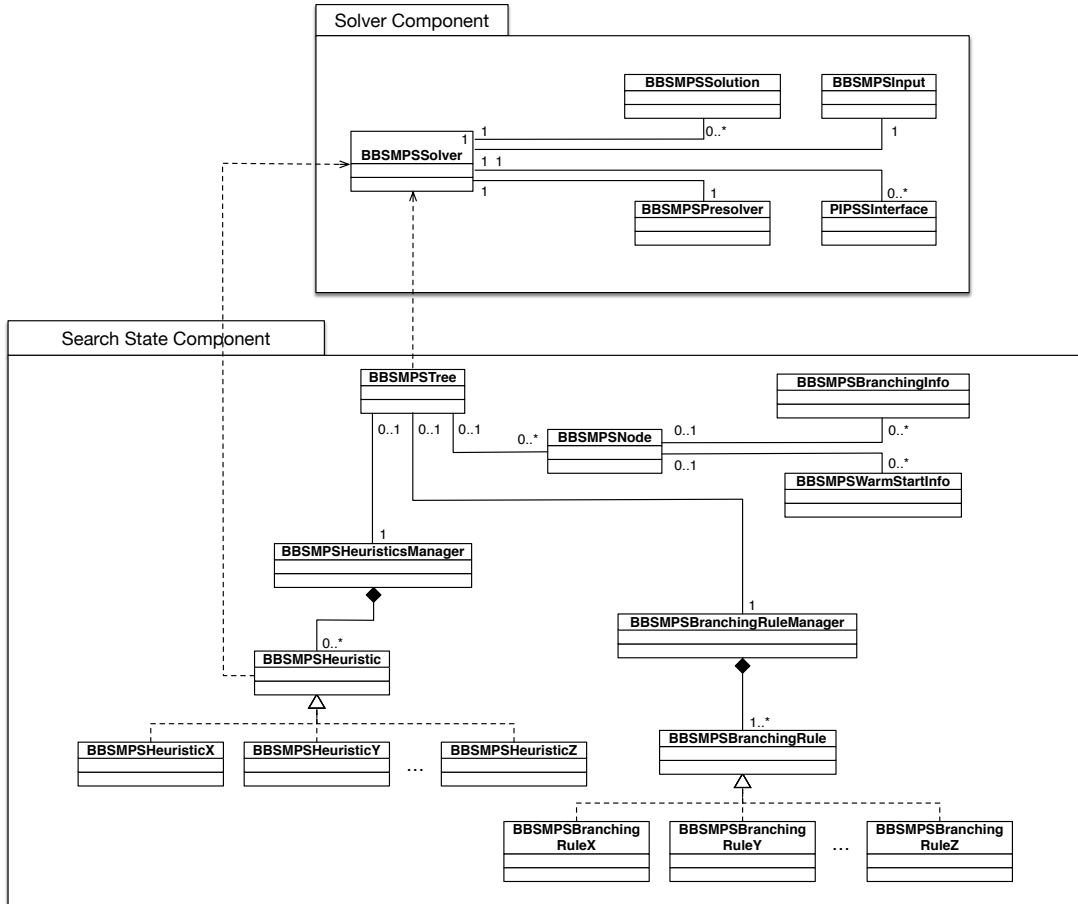 Solver Component
BBSMPSSolution
BBSMPSInput
1
1
0..*
1
BBSMPSSolver
1 1
1
1
0..*
BBSMPSPresolver
PIPSSInterface
Search State Component
BBSMPSTree
BBSMPSBranchingInfo
0..1
0..1
0..1
0..*
BBSMPSNode
0..1
0..*
0..1
0..*
BBSMPSWarmStartInfo
1
BBSMPSHeuristicsManager
1
BBSMPSBranchingRuleManager
0..*
BBSMPSHeuristic
1..*
BBSMPSBranchingRule
BBSMPSHeuristicX
BBSMPSHeuristicY
...
BBSMPSHeuristicZ
BBSMPSBranching
RuleX
BBSMPSBranching
RuleY
...
BBSMPSBranching
RuleZ